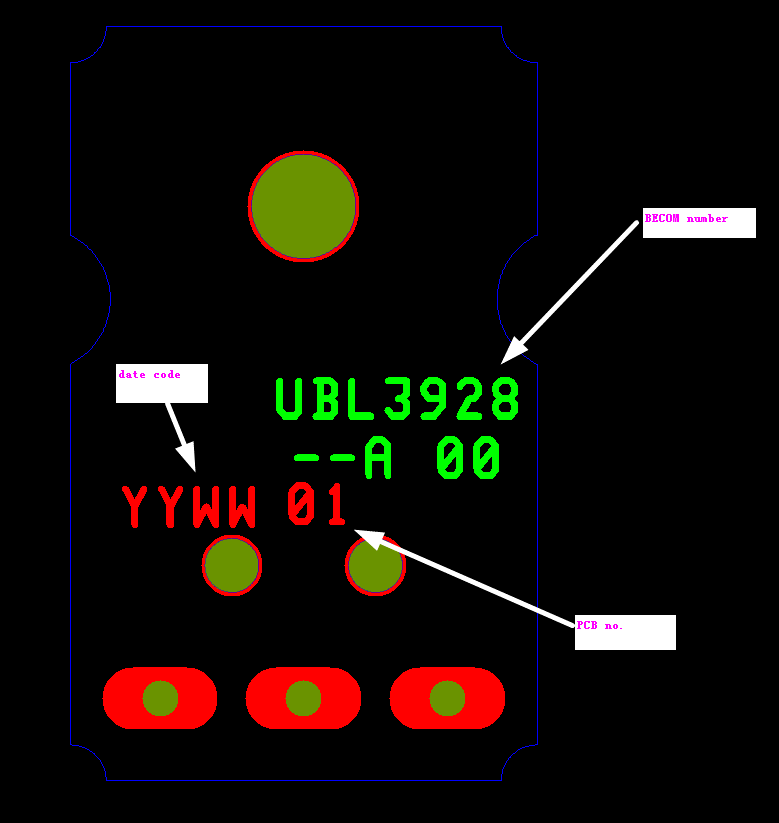 BECOM number
date code
UBL3928
--A 00
YYWW 01
PCB no.